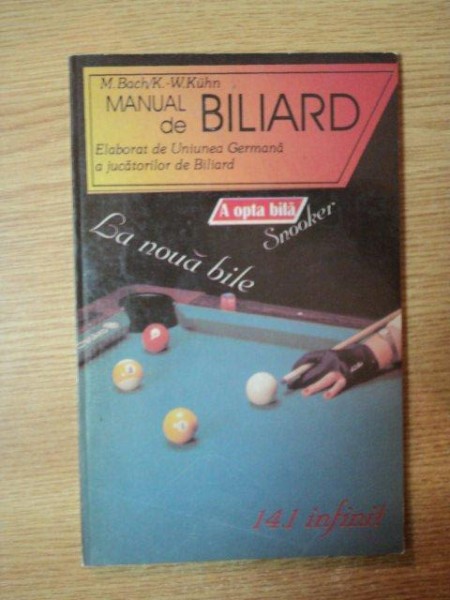 M. Bach/K.-W. Kühn
MANUAL
de BILIARD
Elaborat de Uniunea Germană
a jucătorilor de Biliard
A opta bilă
Snooker
La nouă bile
14.1 infinit